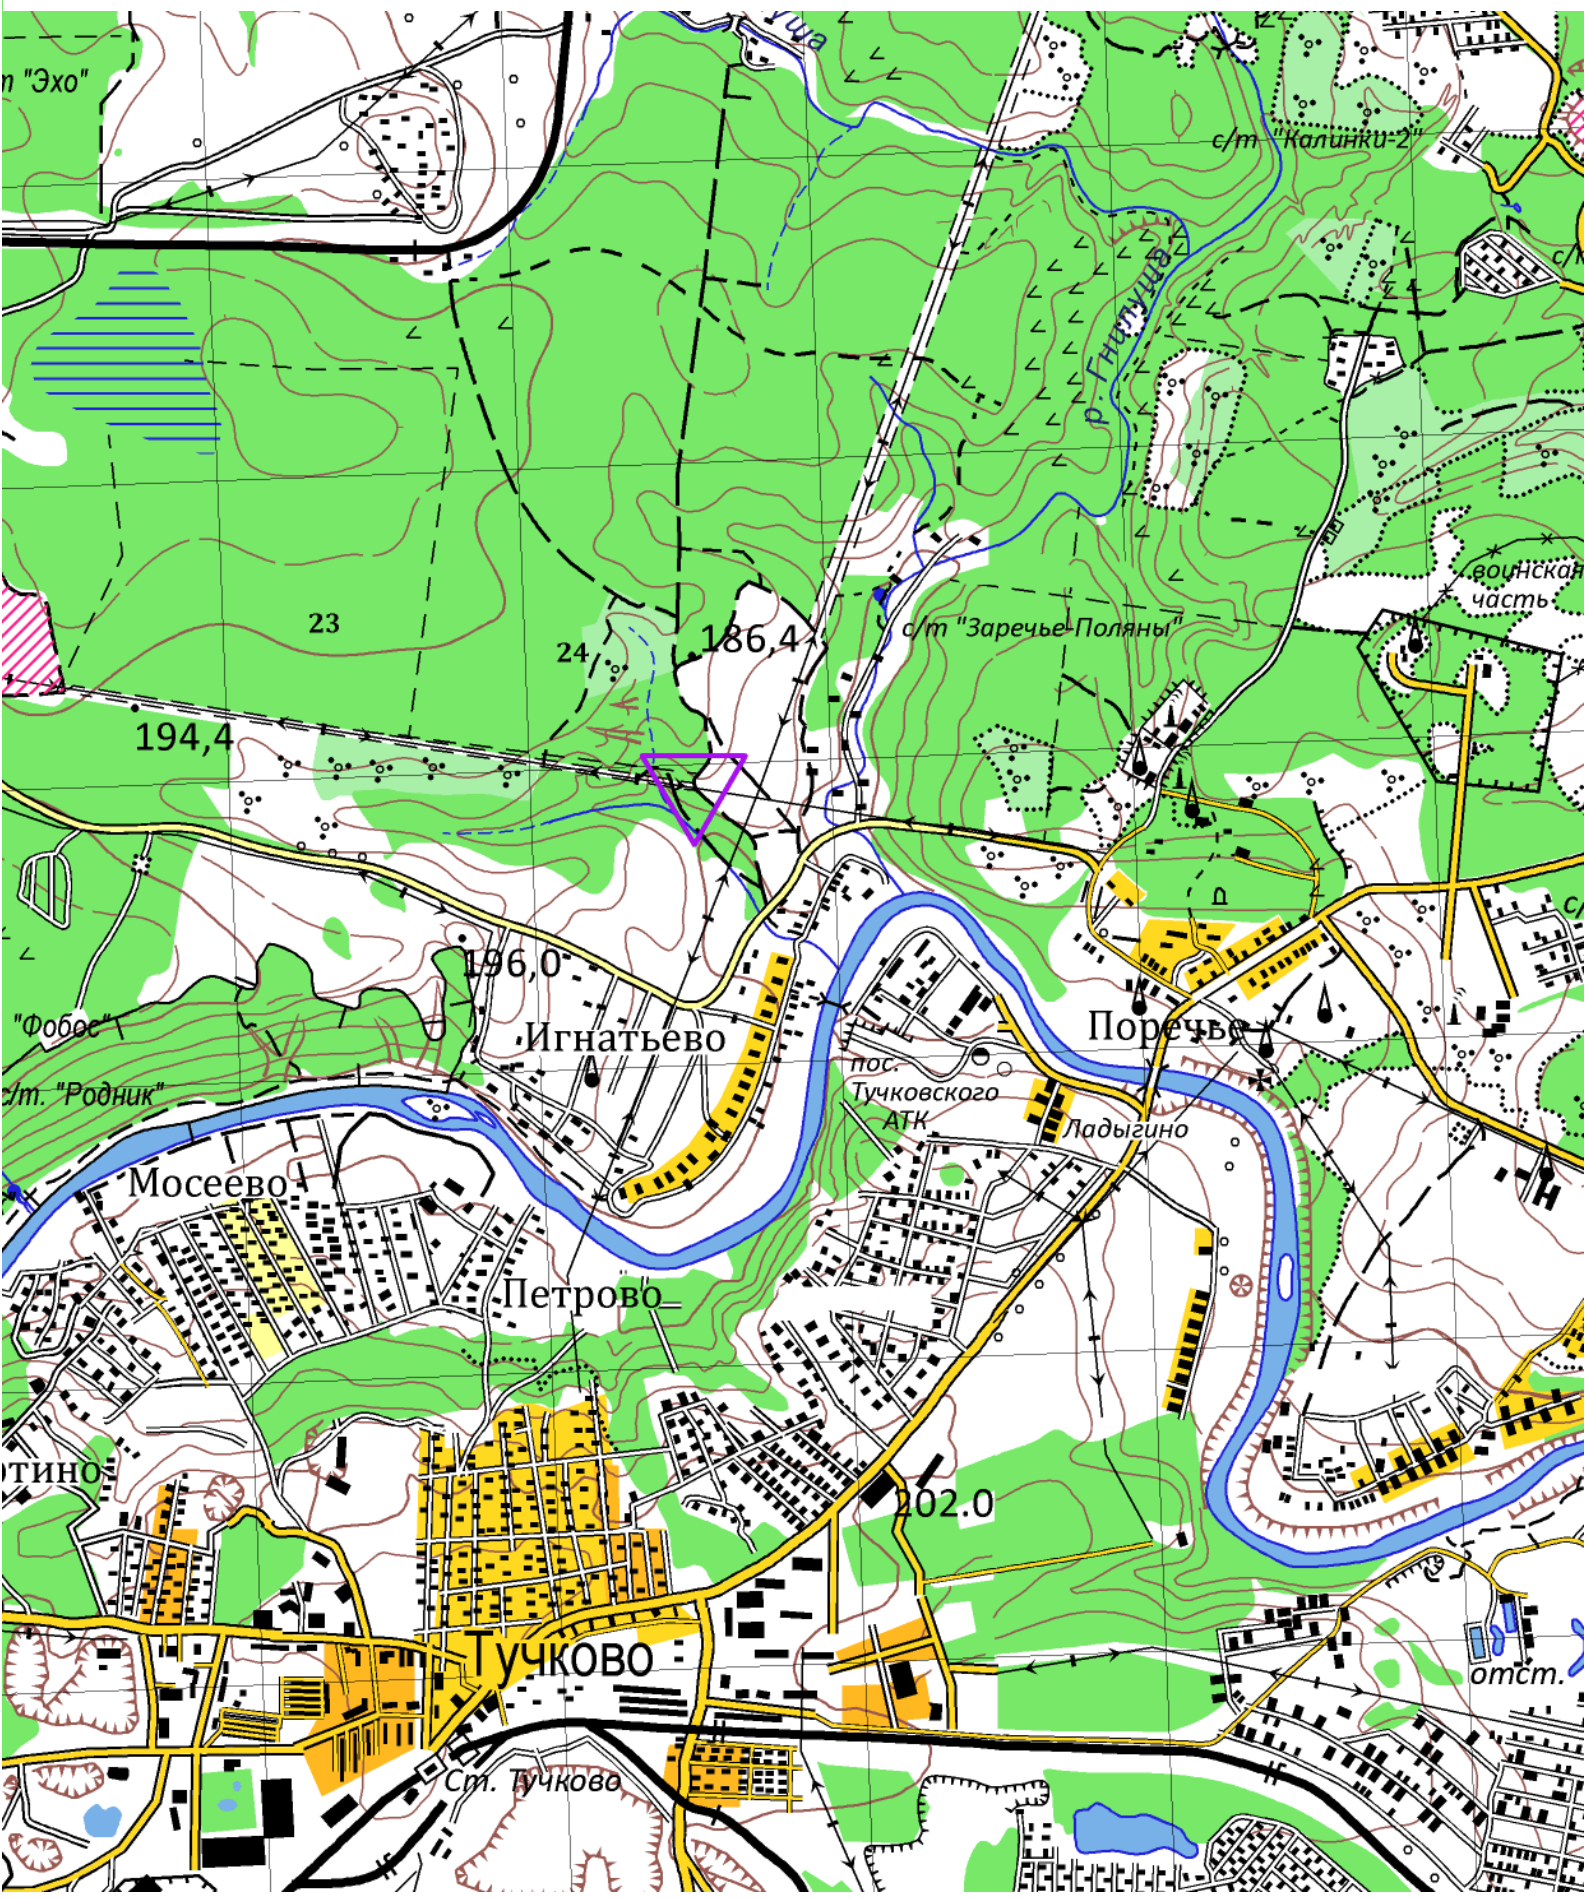 т "Эхо"
с/т "Калинки-2"
р. Гнилуша
воинская
часть
23
24
186,4
с/т "Заречье-Поляны"
194,4
196,0
"Фобос"
Игнатьево
Поречье
пос.
Тучковского
АТК
с/т. "Родник"
Ладыгино
Мосеево
Петрово
тино
202.0
Тучково
отст.
Ст. Тучково